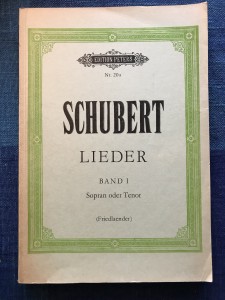 EDITION PETERS
Nr. 20a
SCHUBERT
LIEDER
BAND I
Sopran oder Tenor
(Friedlaender)